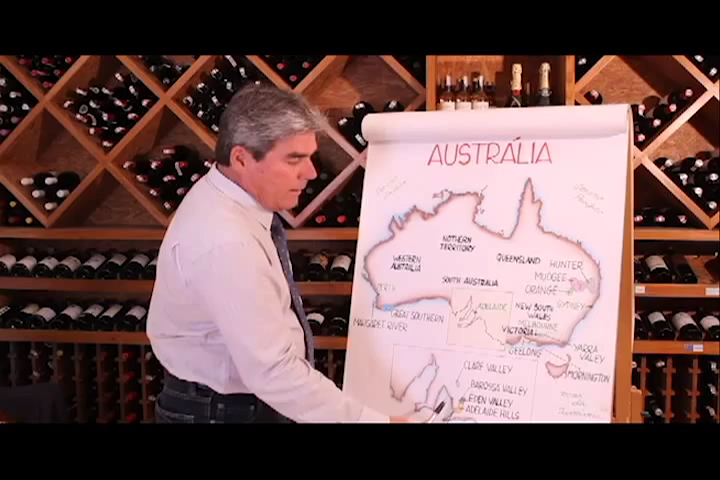 AUSTRÁLIA
NOTHERN
TERRITORY
WESTERN
AUSTRALIA
QUEENSLAND
SOUTH AUSTRALIA
HUNTER
MUDGEE
ORANGE
SYDNEY
PERTH
GREAT SOUTHERN
MARGARET RIVER
ADELAIDE
NEW SOUTH
WALES
MELBOURNE
VICTORIA
GEELONG
YARRA
VALLEY
MORNINGTON
CLARE VALLEY
BAROSSA VALLEY
EDEN VALLEY
ADELAIDE HILLS